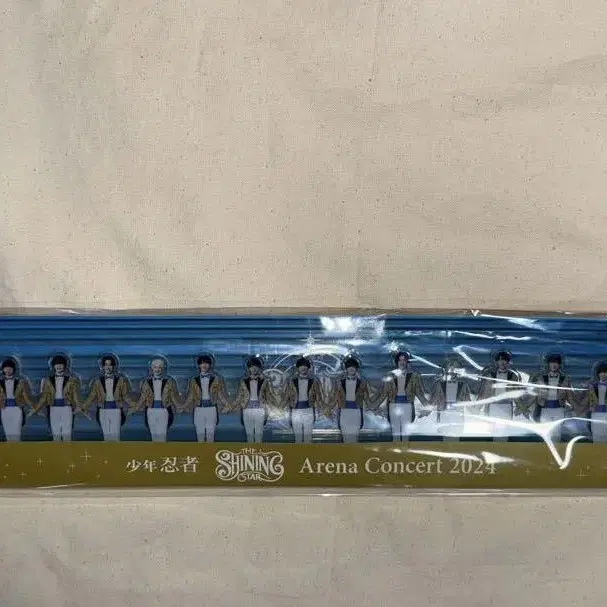 少年忍者 THE SHINING STAR Arena Concert 2024